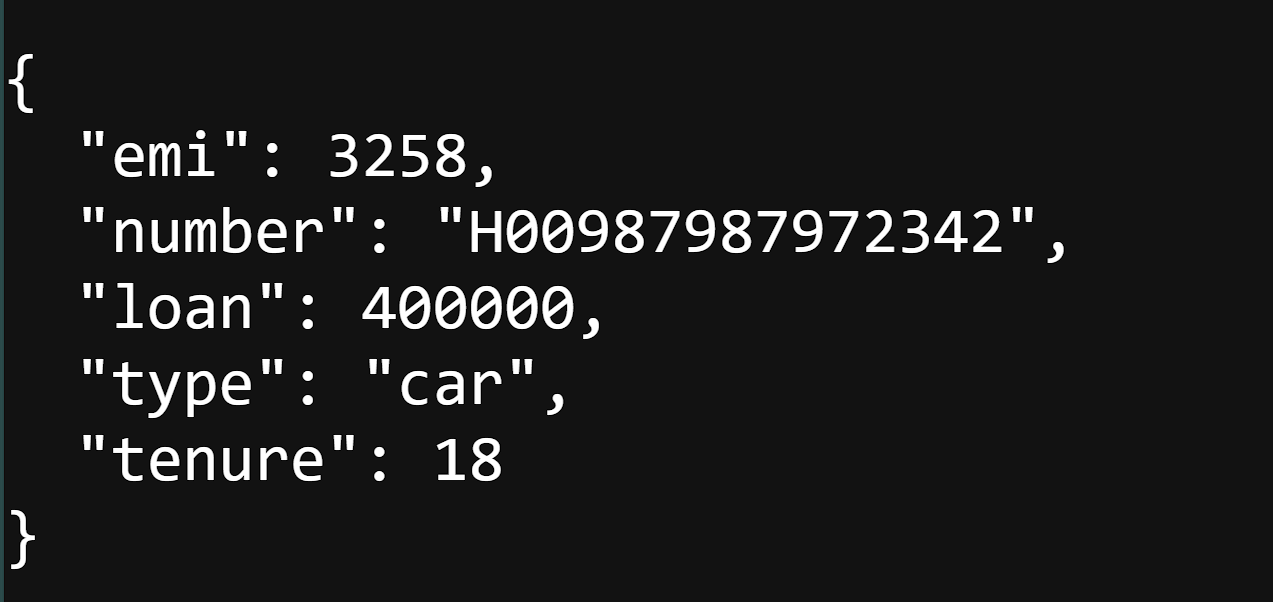 {
"emi": 3258,
"number": "H00987987972342",
"loan": 400000,
"type": "car",
"tenure": 18
}